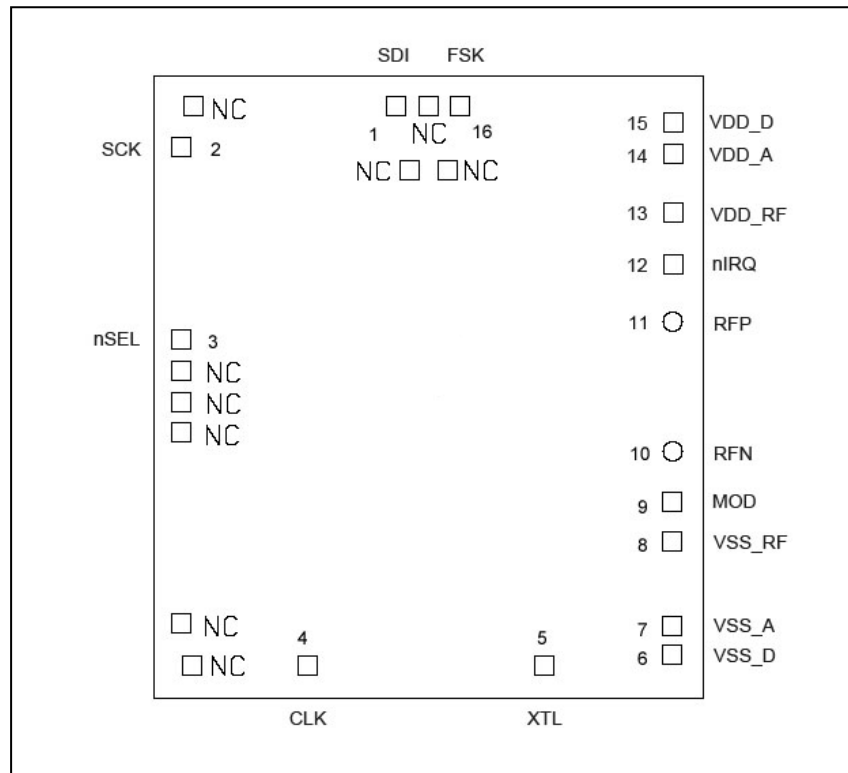 SDI FSK
NC
1 NC 16
15 VDD_D
SCK 2
14 VDD_A
NC NC
13 VDD_RF
12 nIRQ
11 RFP
nSEL 3
NC
NC
NC
10 RFN
9 MOD
8 VSS_RF
NC
4 5
7 VSS_A
6 VSS_D
NC
CLK XTL